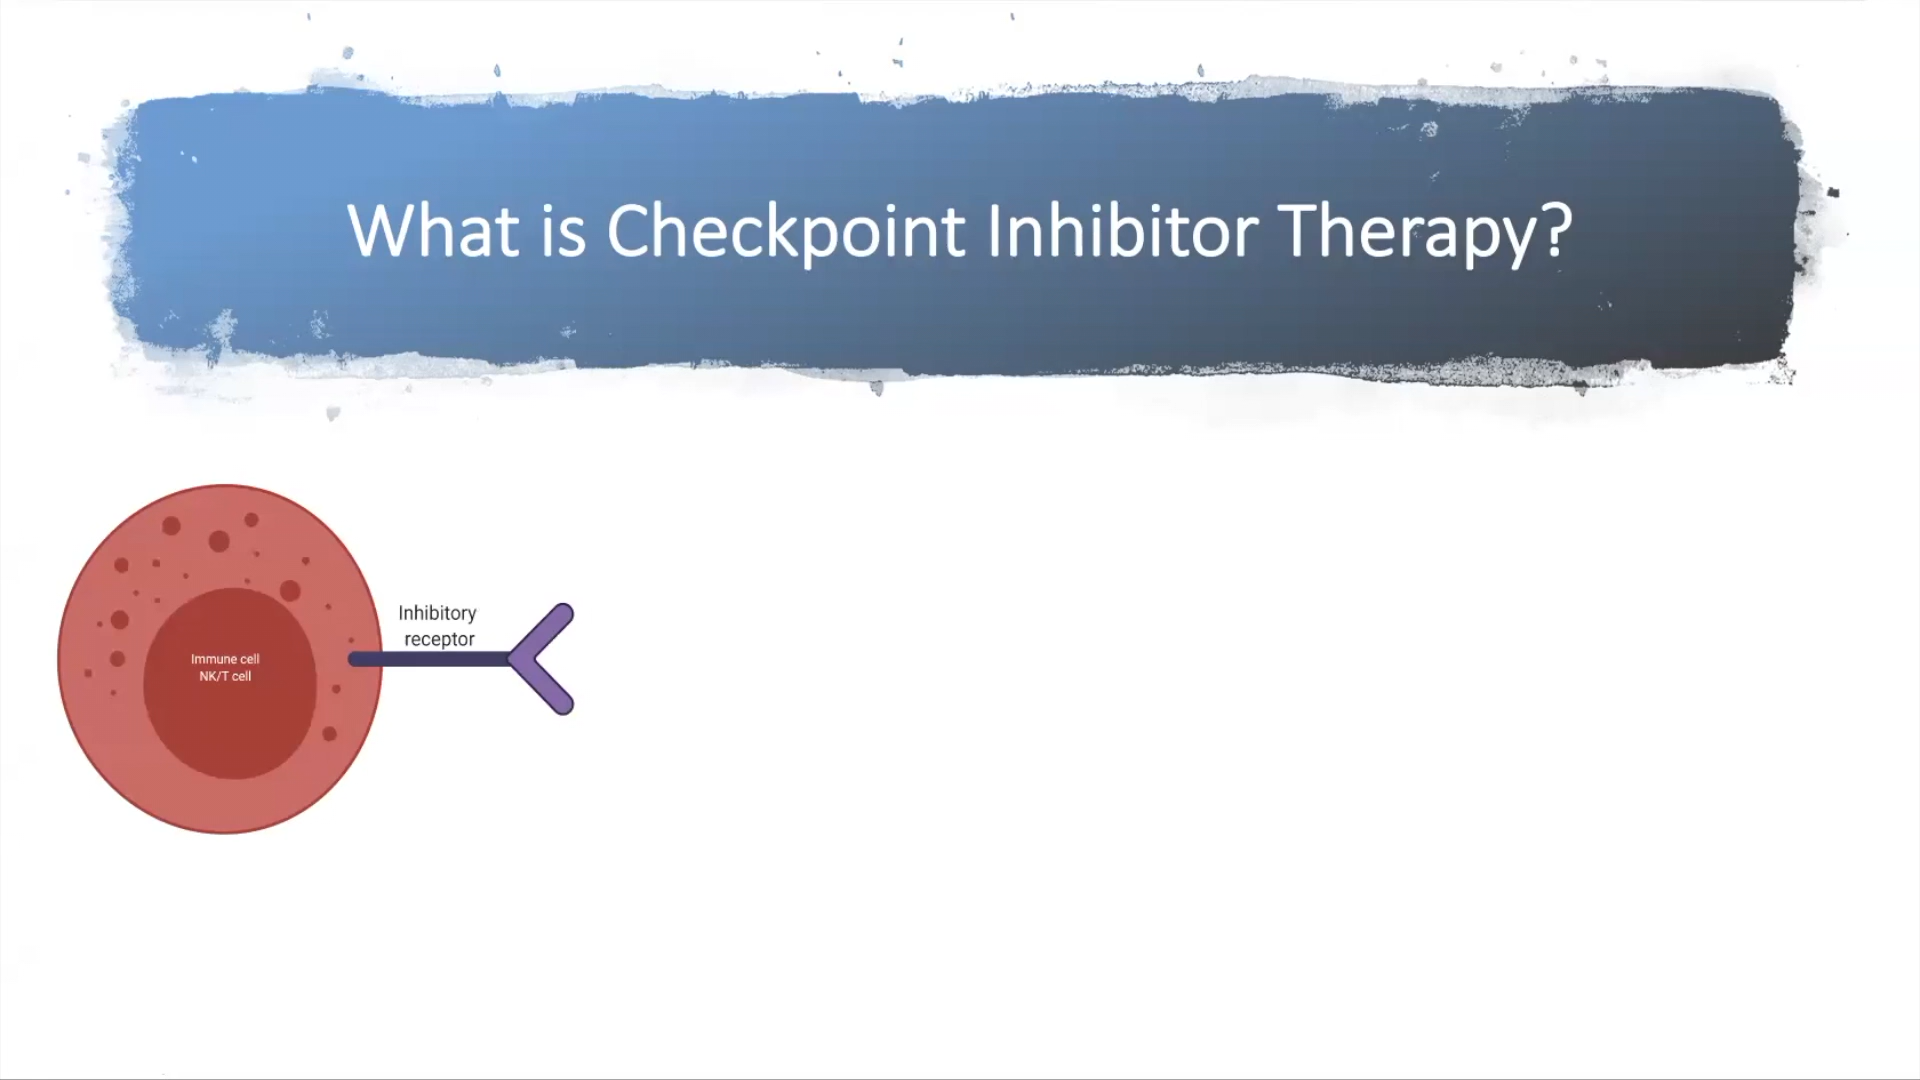 What is Checkpoint Inhibitor Therapy?
Inhibitory
receptor
Immune cell
NK/T cell